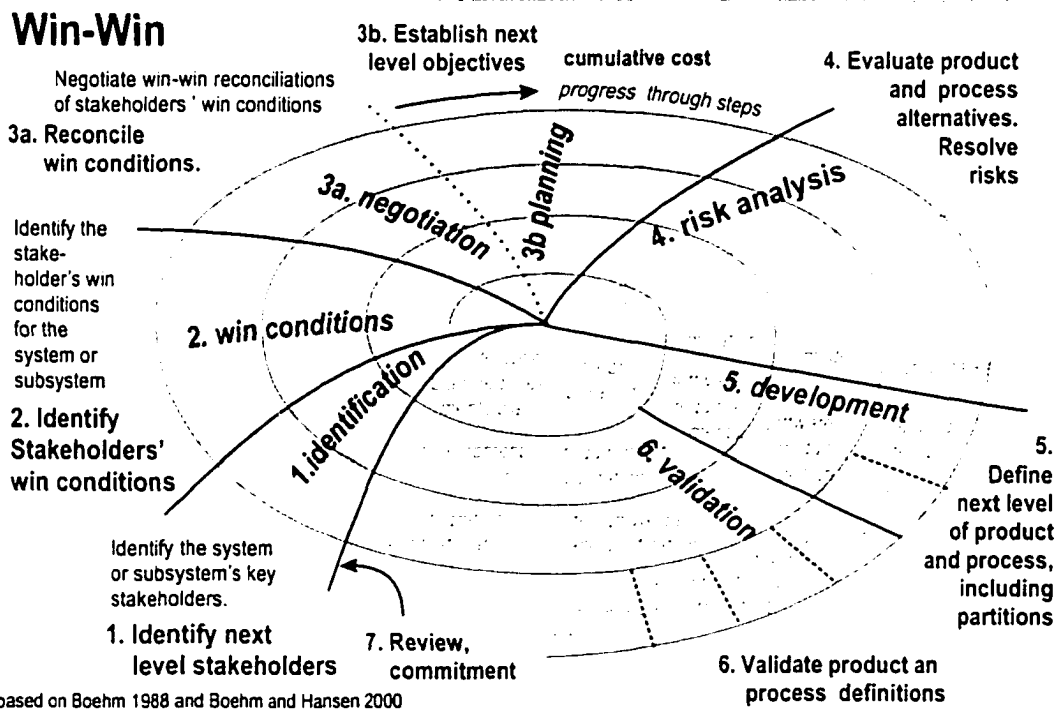 Win-Win
3b. Establish next
level objectives
cumulative cost
progress through steps
4. Evaluate product
and process
alternatives.
Resolve
risks
Negotiate win-win reconciliations
of stakeholders ' win conditions
3a. Reconcile
win conditions.
3a. negotiation
3b planning
4. risk analysis
Identify the
stake-
holder's win
conditions
for the
system or
subsystem
2. win conditions
2. Identify
Stakeholders'
win conditions
1.identification
5. development
6. validation
5.
Define
next level
of product
and process,
including
partitions
Identify the system
or subsystem's key
stakeholders.
1. Identify next
level stakeholders
7. Review,
commitment
6. Validate product an
process definitions
based on Boehm 1988 and Boehm and Hansen 2000